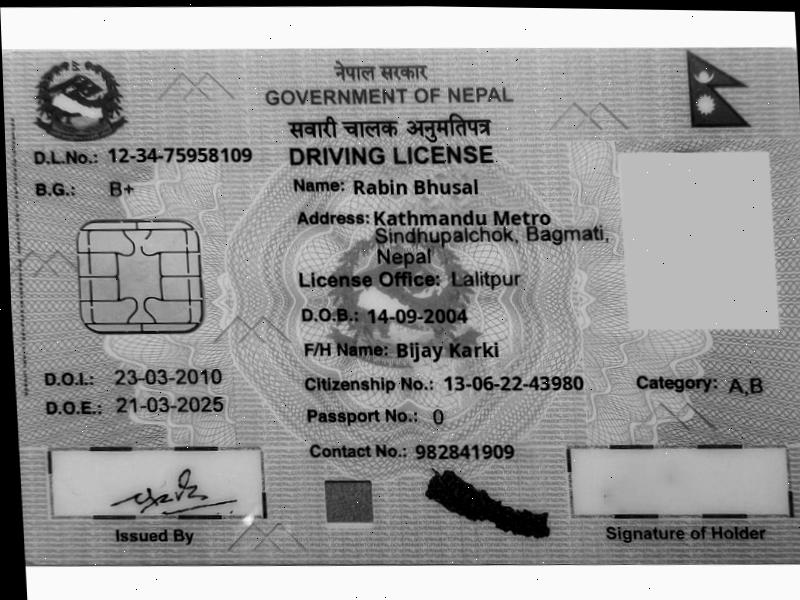 नेपाल सरकार
GOVERNMENT OF NEPAL
सवारी चालक अनुमतिपत्र
DRIVING LICENSE
D.L.No.: 12-34-75958109
B.G.: B+
Name: Rabin Bhusal
Address: Kathmandu Metro
Sindhupalchok, Bagmati,
Nepal
License Office: Lalitpur
D.O.B.: 14-09-2004
F/H Name: Bijay Karki
D.O.I.: 23-03-2010
Citizenship No.: 13-06-22-43980
Category: A,B
D.O.E.: 21-03-2025
Passport No.: 0
Contact No.: 982841909
Issued By
Signature of Holder